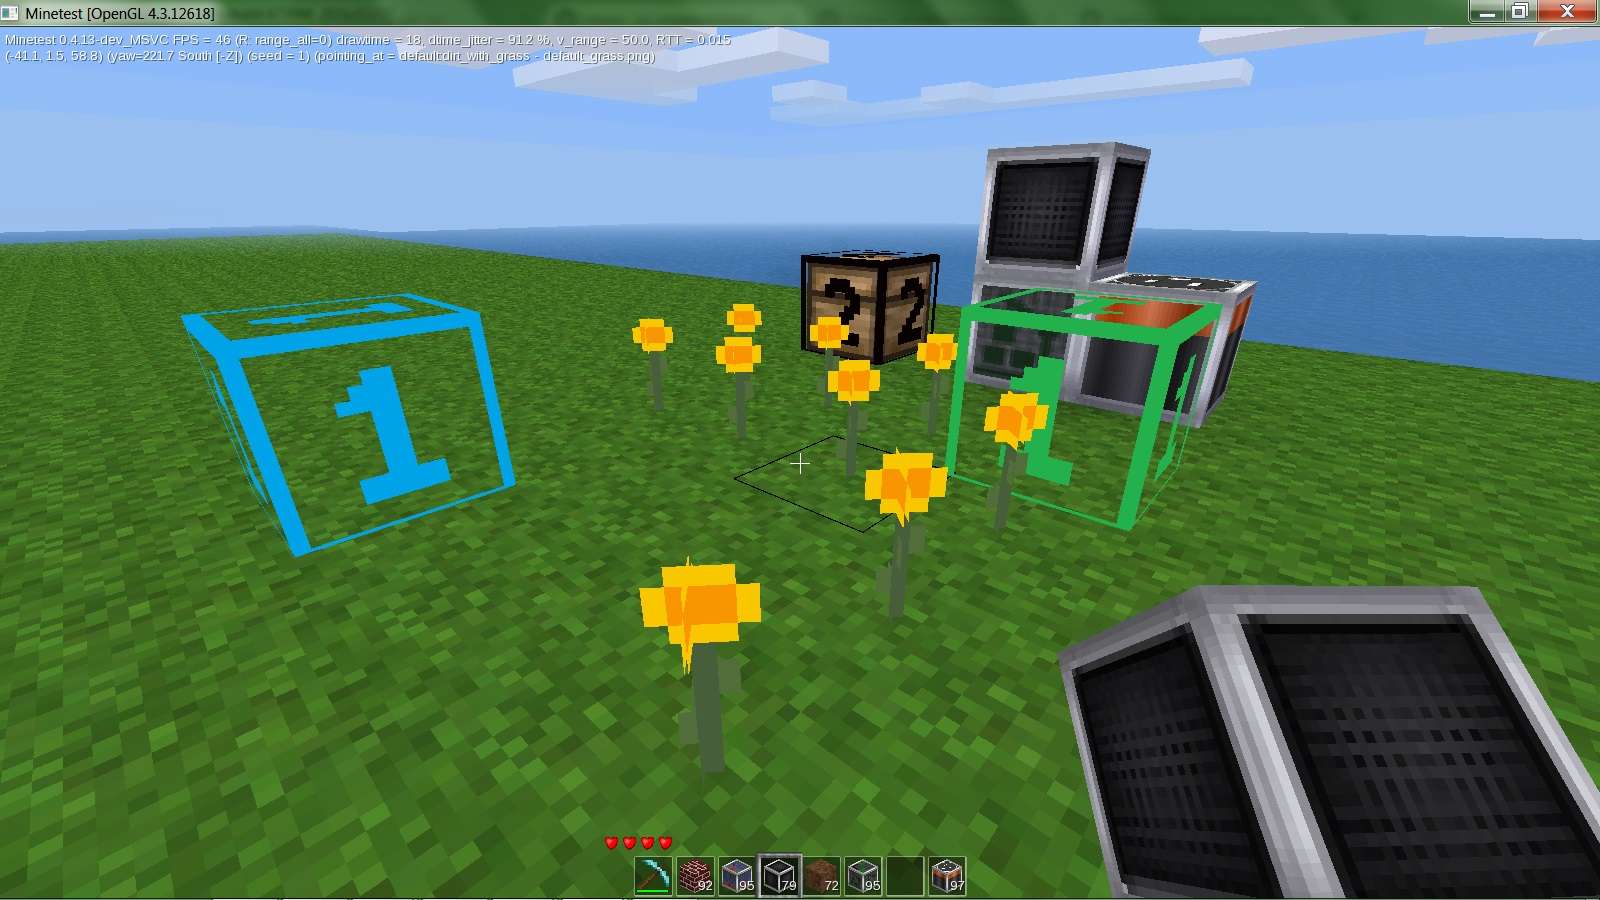 Minetest [OpenGL 4.3.12618]
Minetest 0.4.13-dev_MSVC FPS = 46 (R: range_all=0) drawtime = 18, dtime_jitter = 91.2 %, v_range = 50.0, RTT = 0.015
(-41.1, 1.5, 58.8) (yaw=221.7 South [-Z]) (seed = 1) (pointing_at = default:dirt_with_grass - default_grass.png)
2 2
1 1 1
92 95 79 72 95 97